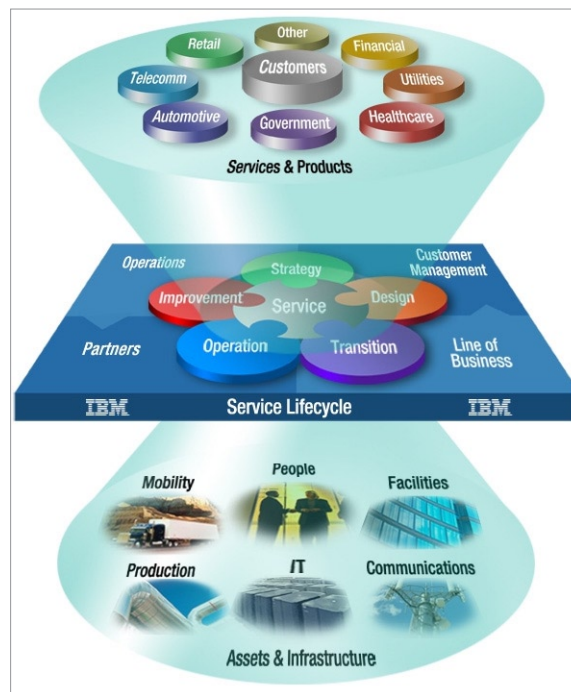 Other
Retail
Financial
Customers
Telecomm
Utilities
Automotive
Government
Healthcare
Services & Products
Operations
Customer
Management
Strategy
Improvement
Service
Design
Partners
Operation
Transition
Line of
Business
IBM
Service Lifecycle
IBM
Mobility
People
Facilities
Production
IT
Communications
Assets & Infrastructure